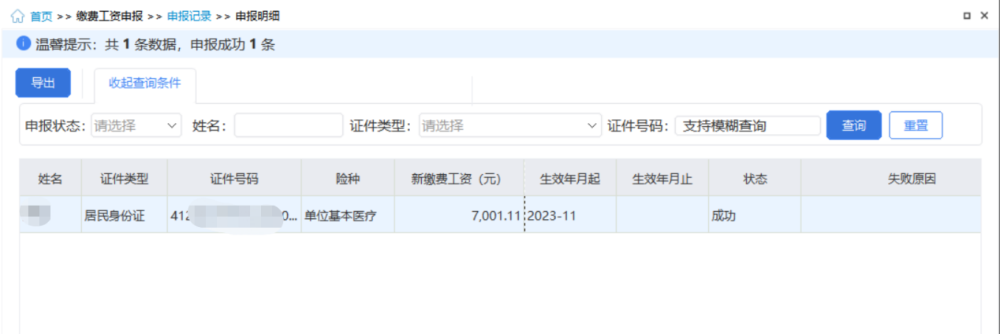 首页 >> 缴费工资申报 >> 申报记录 >> 申报明细
温馨提示：共 1 条数据，申报成功 1 条
导出 收起查询条件
申报状态： 请选择 姓名： 证件类型： 请选择 证件号码： 支持模糊查询 查询 重置
姓名 证件类型 证件号码 险种 新缴费工资（元） 生效年月起 生效年月止 状态 失败原因
居民身份证 412 0... 单位基本医疗 7,001.11 2023-11 成功